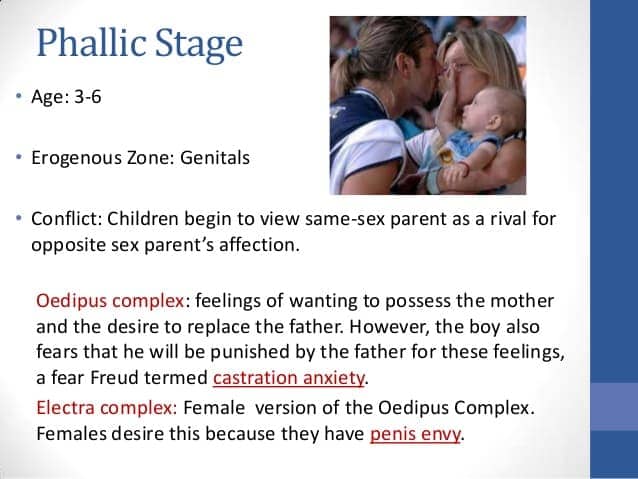 Phallic Stage
• Age: 3-6
• Erogenous Zone: Genitals
• Conflict: Children begin to view same-sex parent as a rival for
opposite sex parent’s affection.
Oedipus complex: feelings of wanting to possess the mother
and the desire to replace the father. However, the boy also
fears that he will be punished by the father for these feelings,
a fear Freud termed castration anxiety.
Electra complex: Female  version of the Oedipus Complex.
Females desire this because they have penis envy.